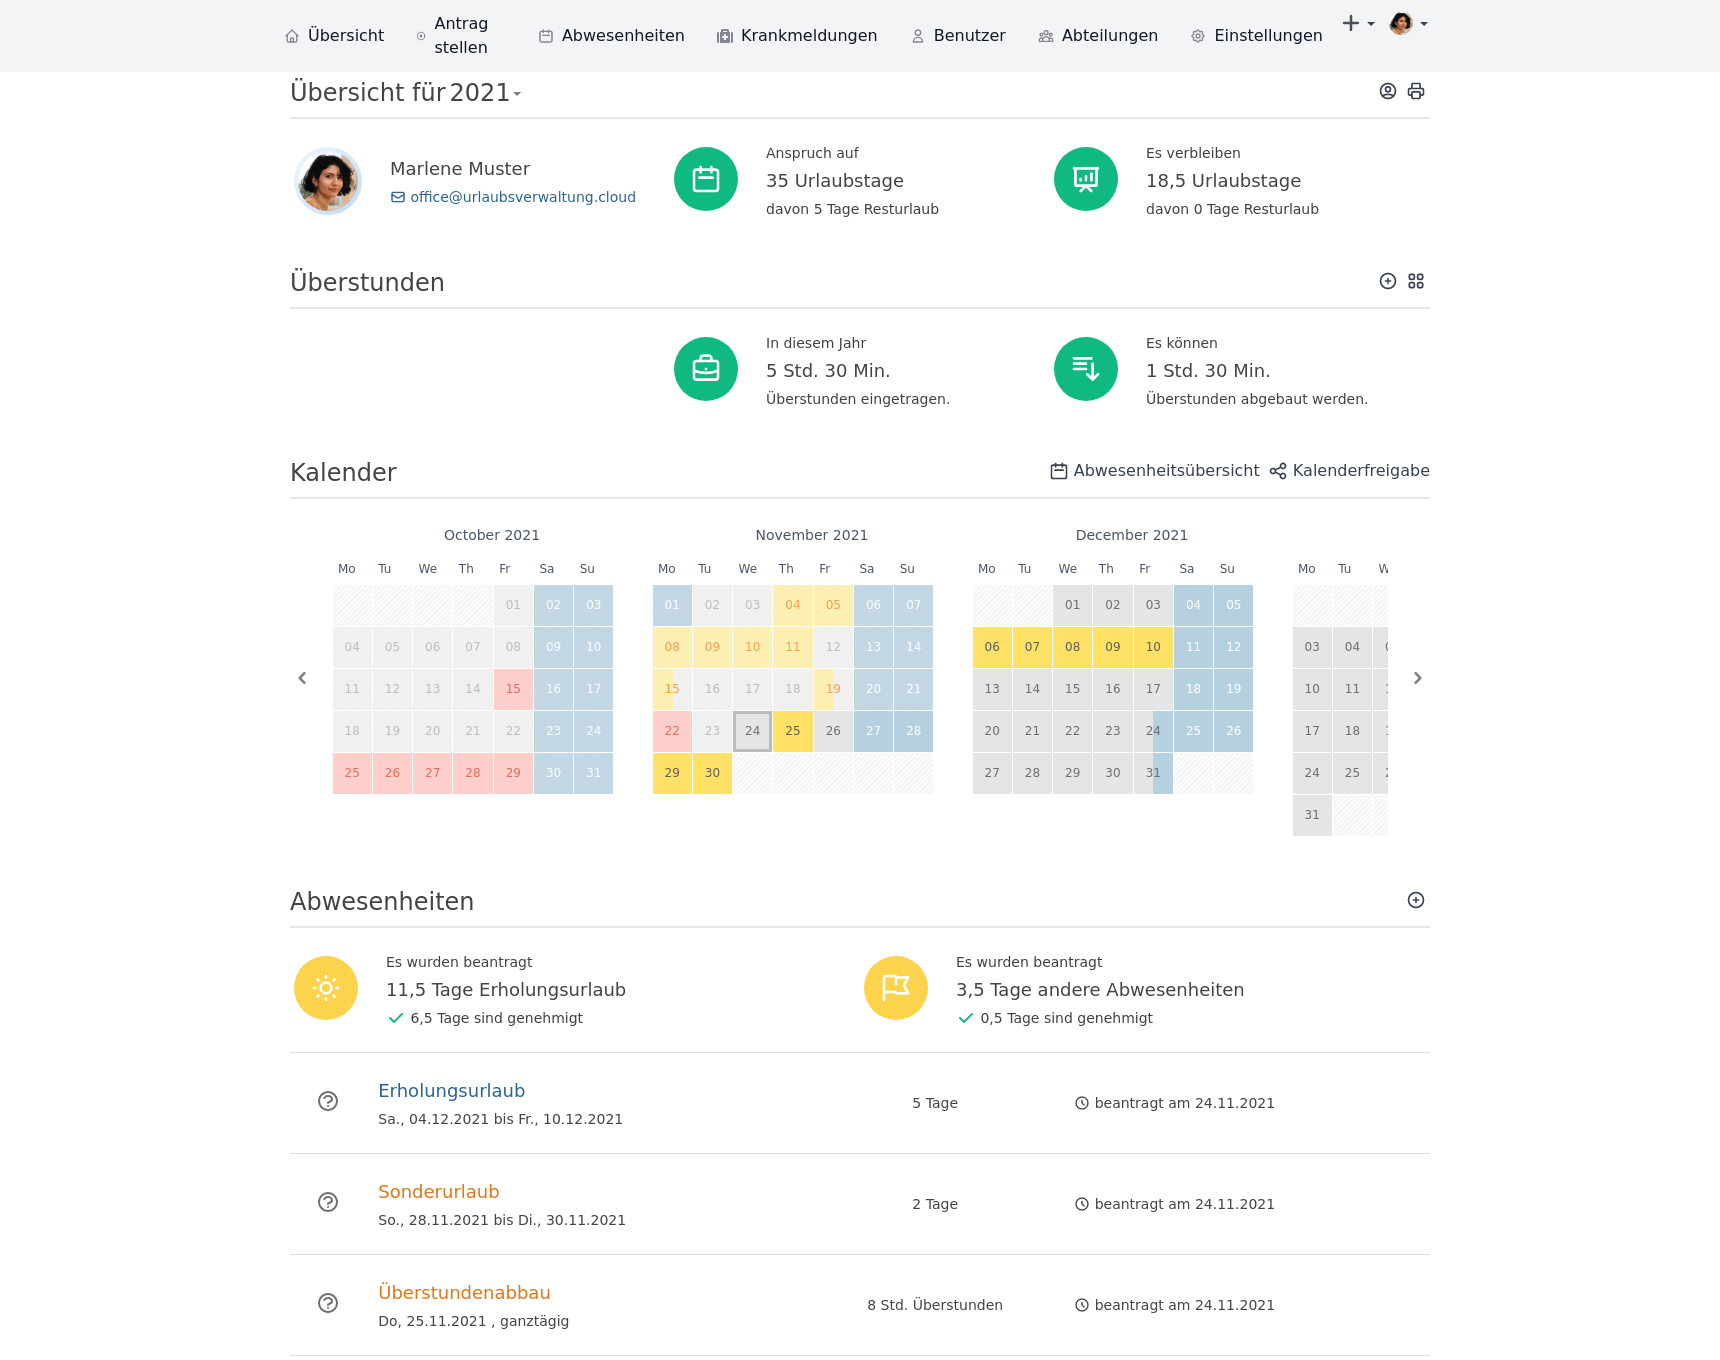 Übersicht
Antrag stellen
Abwesenheiten
Krankmeldungen
Benutzer
Abteilungen
Einstellungen
Übersicht für 2021
Marlene Muster
office@urlaubsverwaltung.cloud
Anspruch auf
35 Urlaubstage
davon 5 Tage Resturlaub
Es verbleiben
18,5 Urlaubstage
davon 0 Tage Resturlaub
Überstunden
In diesem Jahr
5 Std. 30 Min.
Überstunden eingetragen.
Es können
1 Std. 30 Min.
Überstunden abgebaut werden.
Kalender
Abwesenheitsübersicht
Kalenderfreigabe
October 2021
Mo Tu We Th Fr Sa Su
01 02 03
04 05 06 07 08 09 10
11 12 13 14 15 16 17
18 19 20 21 22 23 24
25 26 27 28 29 30 31
November 2021
Mo Tu We Th Fr Sa Su
01 02 03 04 05 06 07
08 09 10 11 12 13 14
15 16 17 18 19 20 21
22 23 24 25 26 27 28
29 30
December 2021
Mo Tu We Th Fr Sa Su
01 02 03 04 05
06 07 08 09 10 11 12
13 14 15 16 17 18 19
20 21 22 23 24 25 26
27 28 29 30 31
Mo Tu
03 04
10 11
17 18
24 25
31
Abwesenheiten
Es wurden beantragt
11,5 Tage Erholungsurlaub
6,5 Tage sind genehmigt
Es wurden beantragt
3,5 Tage andere Abwesenheiten
0,5 Tage sind genehmigt
Erholungsurlaub
Sa., 04.12.2021 bis Fr., 10.12.2021
5 Tage
beantragt am 24.11.2021
Sonderurlaub
So., 28.11.2021 bis Di., 30.11.2021
2 Tage
beantragt am 24.11.2021
Überstundenabbau
Do, 25.11.2021 , ganztägig
8 Std. Überstunden
beantragt am 24.11.2021